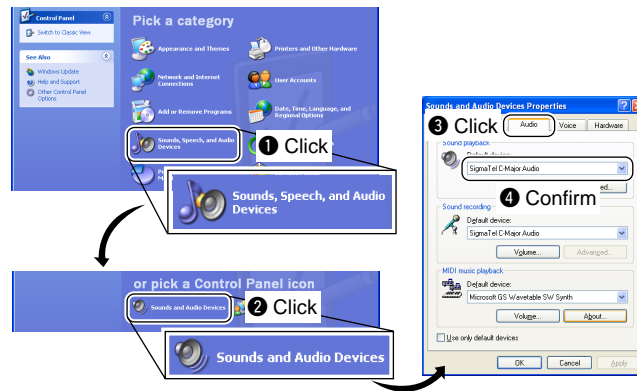 Control Panel
Switch to Classic View
See Also
Windows Update
Help and Support
Other Control Panel
Options
Pick a category
Appearance and Themes
Printers and Other Hardware
Network and Internet
Connections
User Accounts
Add or Remove Programs
Date, Time, Language, and
Regional Options
Sounds, Speech, and Audio
Devices
❶ Click
Sounds, Speech, and Audio
Devices
or pick a Control Panel icon
Sounds and Audio Devices
❷ Click
Sounds and Audio Devices
Sounds and Audio Devices Properties
❸ Click
Audio
Voice
Hardware
Sound playback
Default device:
SigmaTel C-Major Audio
❹ Confirm
Sound recording
Default device:
SigmaTel C-Major Audio
Volume...
Advanced...
MIDI music playback
Default device:
Microsoft GS Wavetable SW Synth
Volume...
About...
Use only default devices
OK
Cancel
Apply